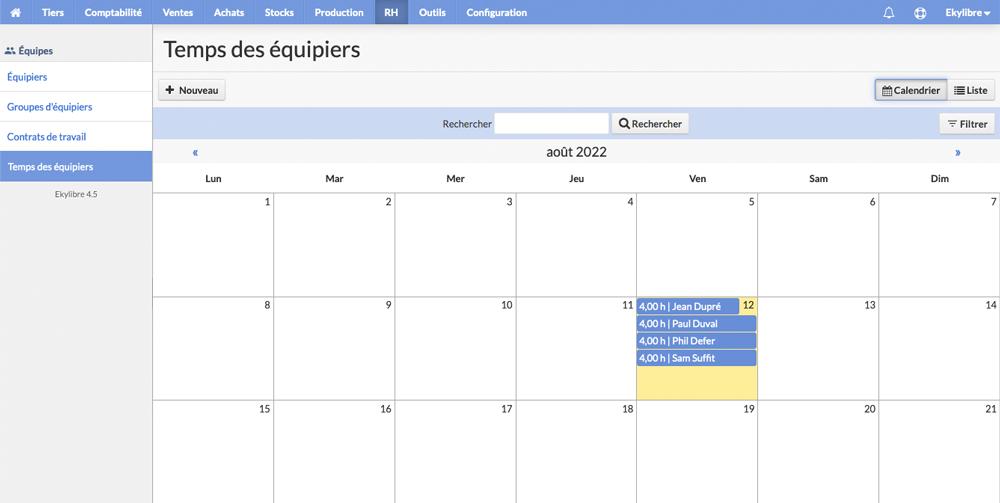 Tiers Comptabilité Ventes Achats Stocks Production RH Outils Configuration Ekylibre
Équipes
Équipiers
Groupes d'équipiers
Contrats de travail
Temps des équipiers
Ekylibre 4.5
Temps des équipiers
Nouveau
Calendrier Liste
Rechercher Rechercher Filtrer
« août 2022 »
Lun Mar Mer Jeu Ven Sam Dim
1 2 3 4 5 6 7
8 9 10 11 12 13 14
4,00 h | Jean Dupré
4,00 h | Paul Duval
4,00 h | Phil Defer
4,00 h | Sam Suffit
15 16 17 18 19 20 21